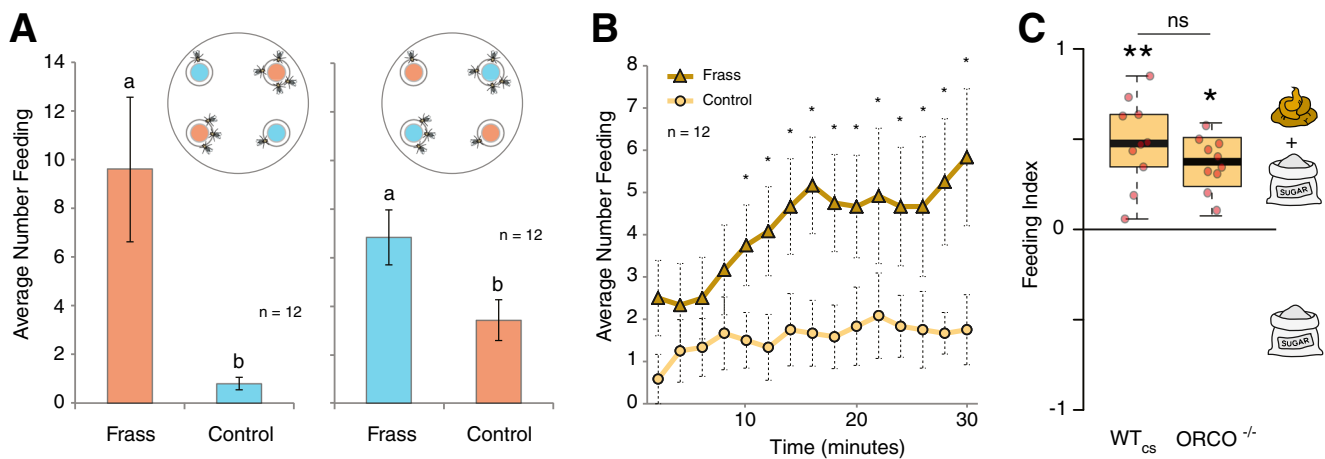 A
Average Number Feeding
14
12
10
8
6
4
2
0
a
b
n = 12
Frass
Control
a
b
n = 12
Frass
Control
B
Average Number Feeding
8
7
6
5
4
3
2
1
0
Frass
Control
n = 12
* * * * * * * * * * *
10
20
30
Time (minutes)
C
Feeding Index
1
0
-1
ns
**
*
+
SUGAR
SUGAR
WTcs
ORCO -/-